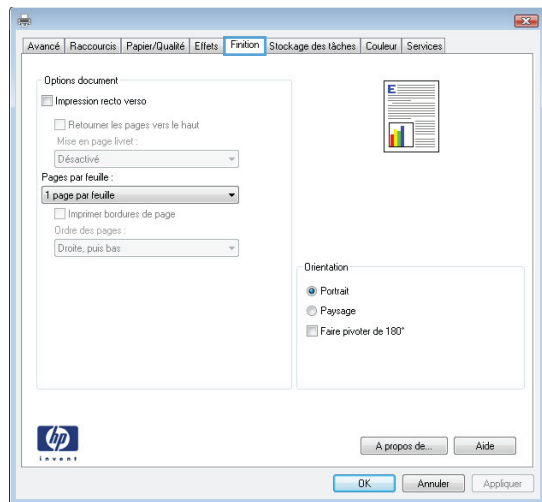 Avancé Raccourcis Papier/Qualité Effets Finition Stockage des tâches Couleur Services
Options document
Impression recto verso
Retourner les pages vers le haut
Mise en page livret :
Désactivé
Pages par feuille :
1 page par feuille
Imprimer bordures de page
Ordre des pages :
Droite, puis bas
E
Orientation
Portrait
Paysage
Faire pivoter de 180°
hp
invent
A propos de... Aide
OK Annuler Appliquer